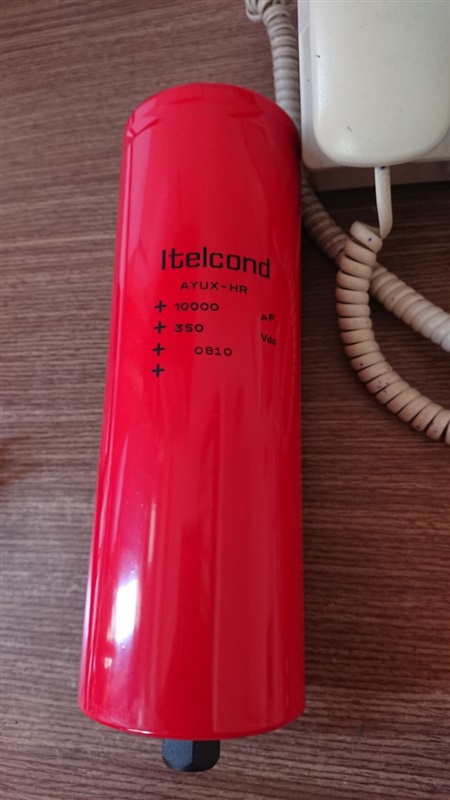 Itelcond
AYUX-HR
+ 10000 µF
+ 350 Vdc
+ 0810
+